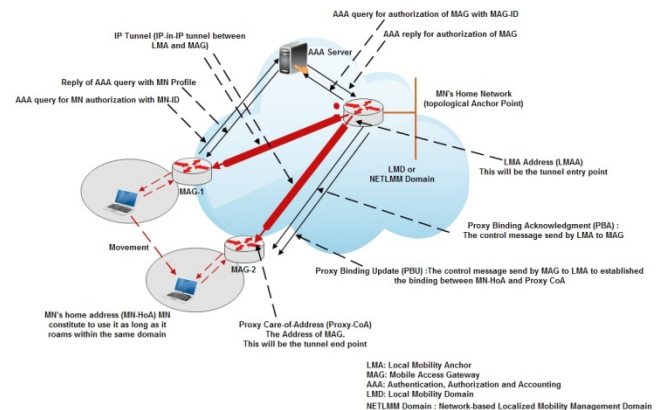 IP Tunnel (IP-in-IP tunnel between
LMA and MAG)
AAA query for authorization of MAG with MAG-ID
AAA reply for authorization of MAG
AAA Server
Reply of AAA query with MN Profile
AAA query for MN authorization with MN-ID
MN's Home Network
(topological Anchor Point)
LMA Address (LMAA)
This will be the tunnel entry point
LMD or
NETLMM Domain
MAG-1
Proxy Binding Acknowledgment (PBA) :
The control message send by LMA to MAG
Movement
MAG-2
Proxy Binding Update (PBU) :The control message send by MAG to LMA to established
the binding between MN-HoA and Proxy CoA
MN's home address (MN-HoA) MN
constitute to use it as long as it
roams within the same domain
Proxy Care-of-Address (Proxy-CoA)
The Address of MAG.
This will be the tunnel end point
LMA: Local Mobility Anchor
MAG: Mobile Access Gateway
AAA: Authentication, Authorization and Accounting
LMD: Local Mobility Domain
NETLMM Domain : Network-based Localized Mobility Management Domain